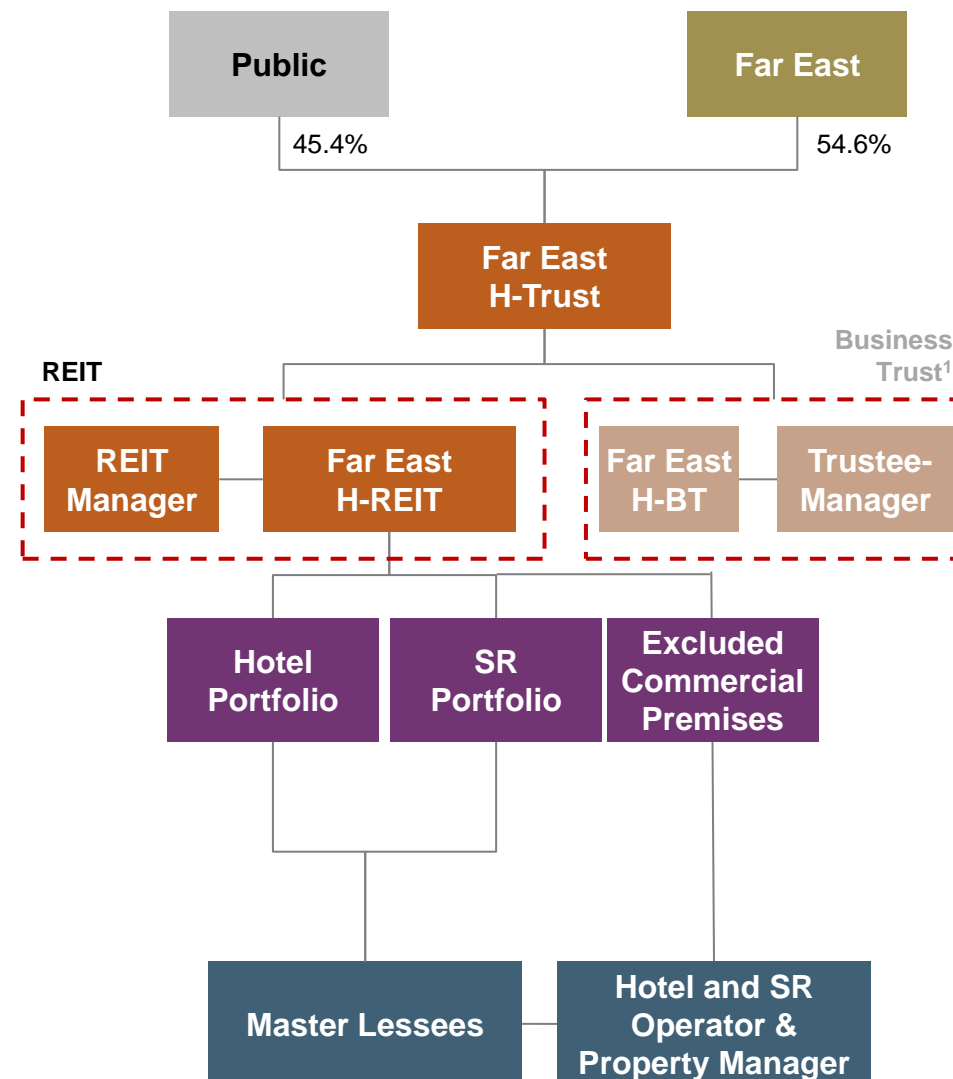 Public
Far East
45.4%
54.6%
Far East
H-Trust
REIT
Business
Trust¹
REIT
Manager
Far East
H-REIT
Far East
H-BT
Trustee-
Manager
Hotel
Portfolio
SR
Portfolio
Excluded
Commercial
Premises
Master Lessees
Hotel and SR
Operator &
Property Manager